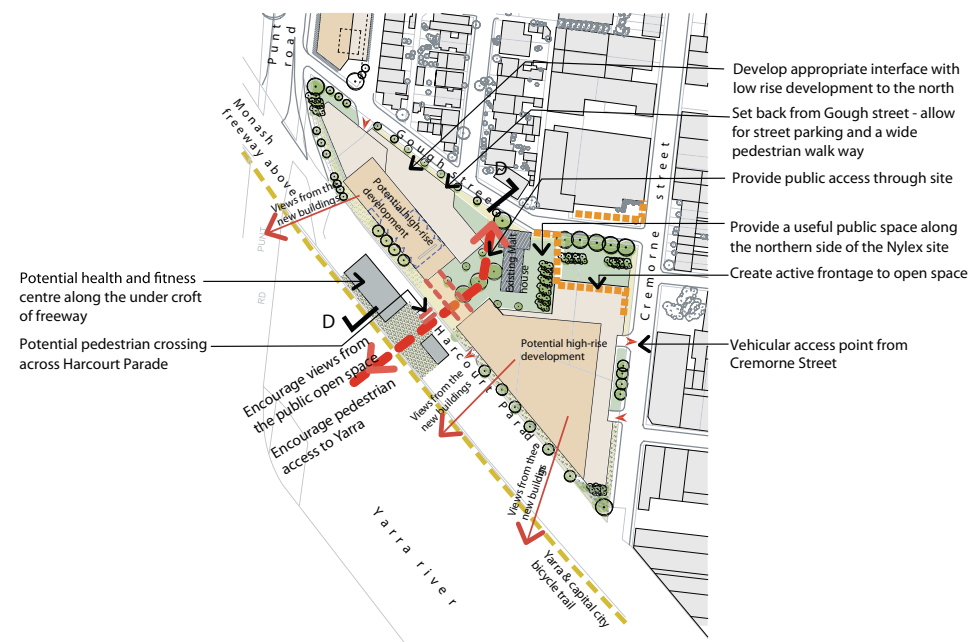 Punt
road
Monash
freeway above
PUNT
RD
Gough street
D
Views from the
new buildings
Potential high-rise
development
Existing Malt
house
Cremorne street
Develop appropriate interface with
low rise development to the north
Set back from Gough street - allow
for street parking and a wide
pedestrian walk way
Provide public access through site
Provide a useful public space along
the northern side of the Nylex site
Create active frontage to open space
Vehicular access point from
Cremorne Street
Potential health and fitness
centre along the under croft
of freeway
D
Potential pedestrian crossing
across Harcourt Parade
Harcourt Parade
Potential high-rise
development
Encourage views from
the public open space
Encourage pedestrian
access to Yarra
Views from the
new buildings
Views from the
new buildings
Yarra river
Yarra & capital city
bicycle trail